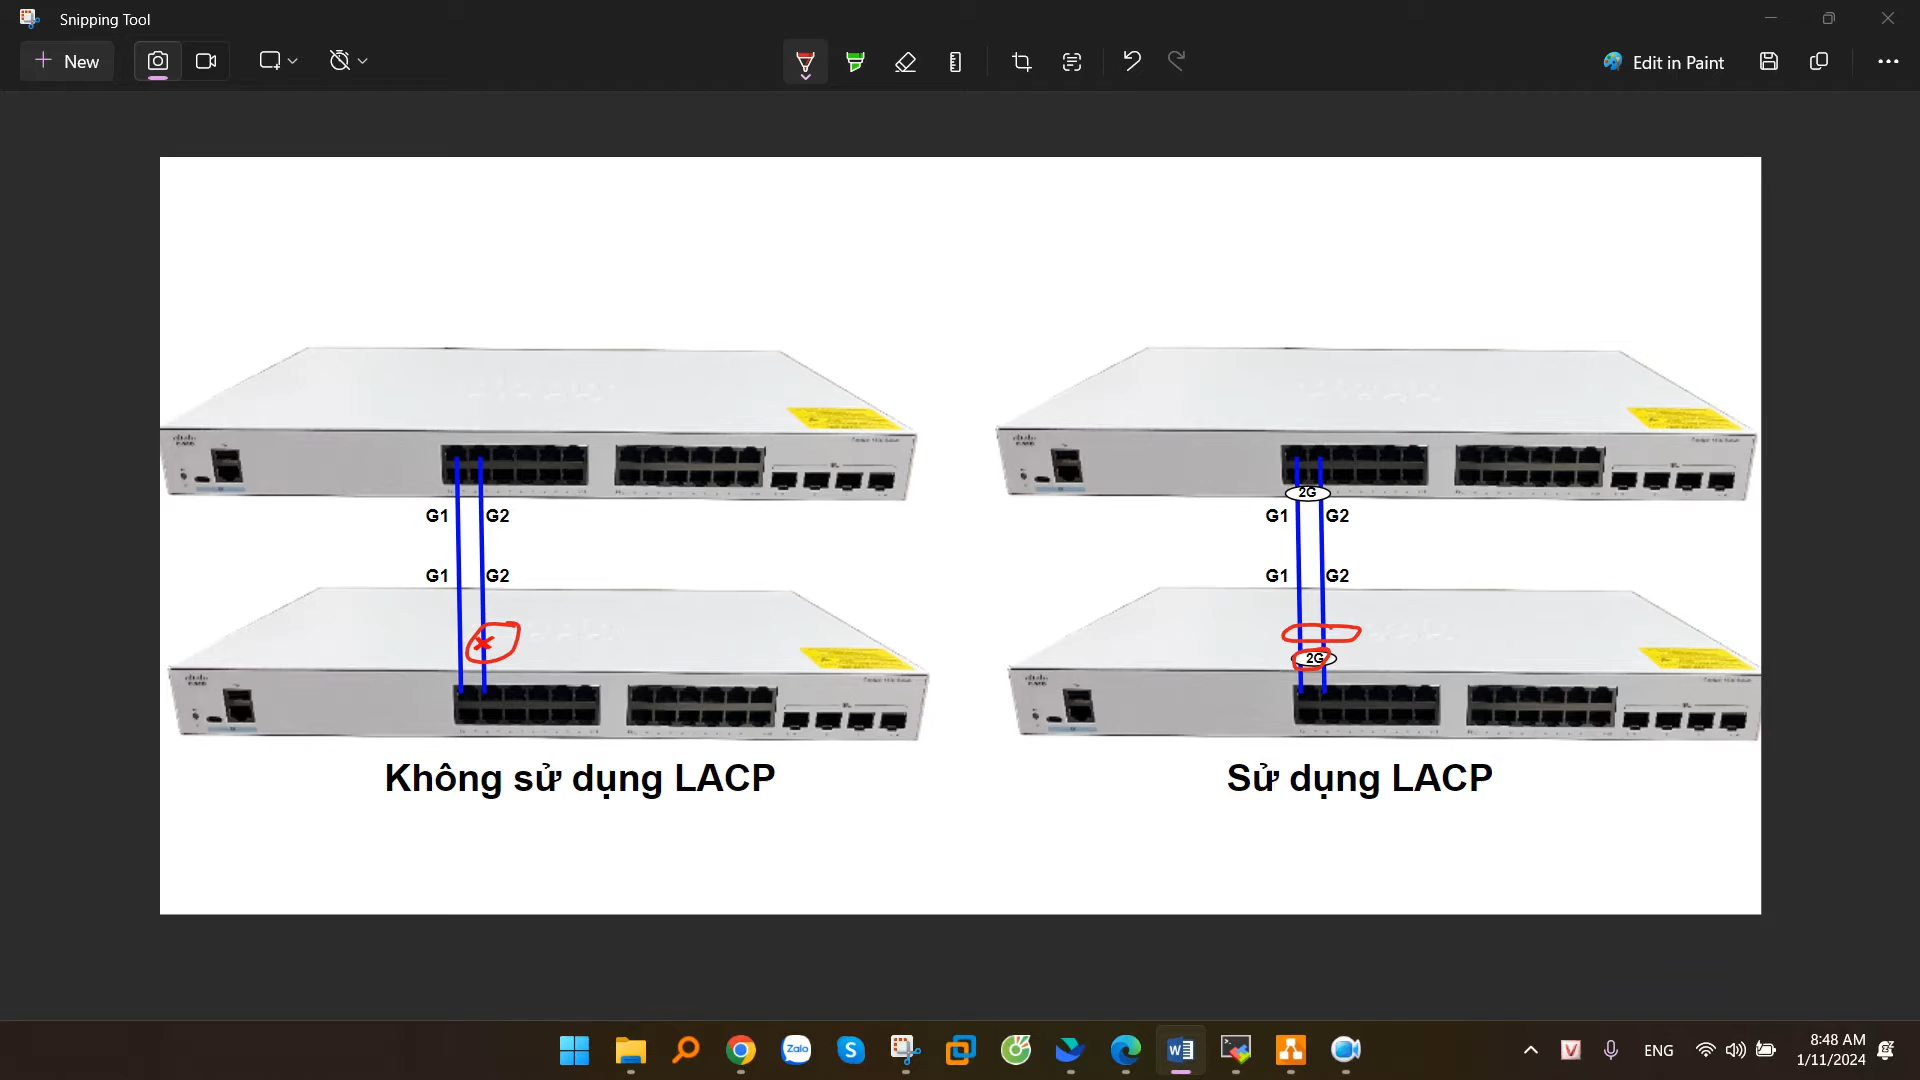 Snipping Tool
New
Edit in Paint
2G
G1 G2
G1 G2
G1 G2
G1 G2
2G
Không sử dụng LACP
Sử dụng LACP
Zalo
ENG
8:48 AM
1/11/2024